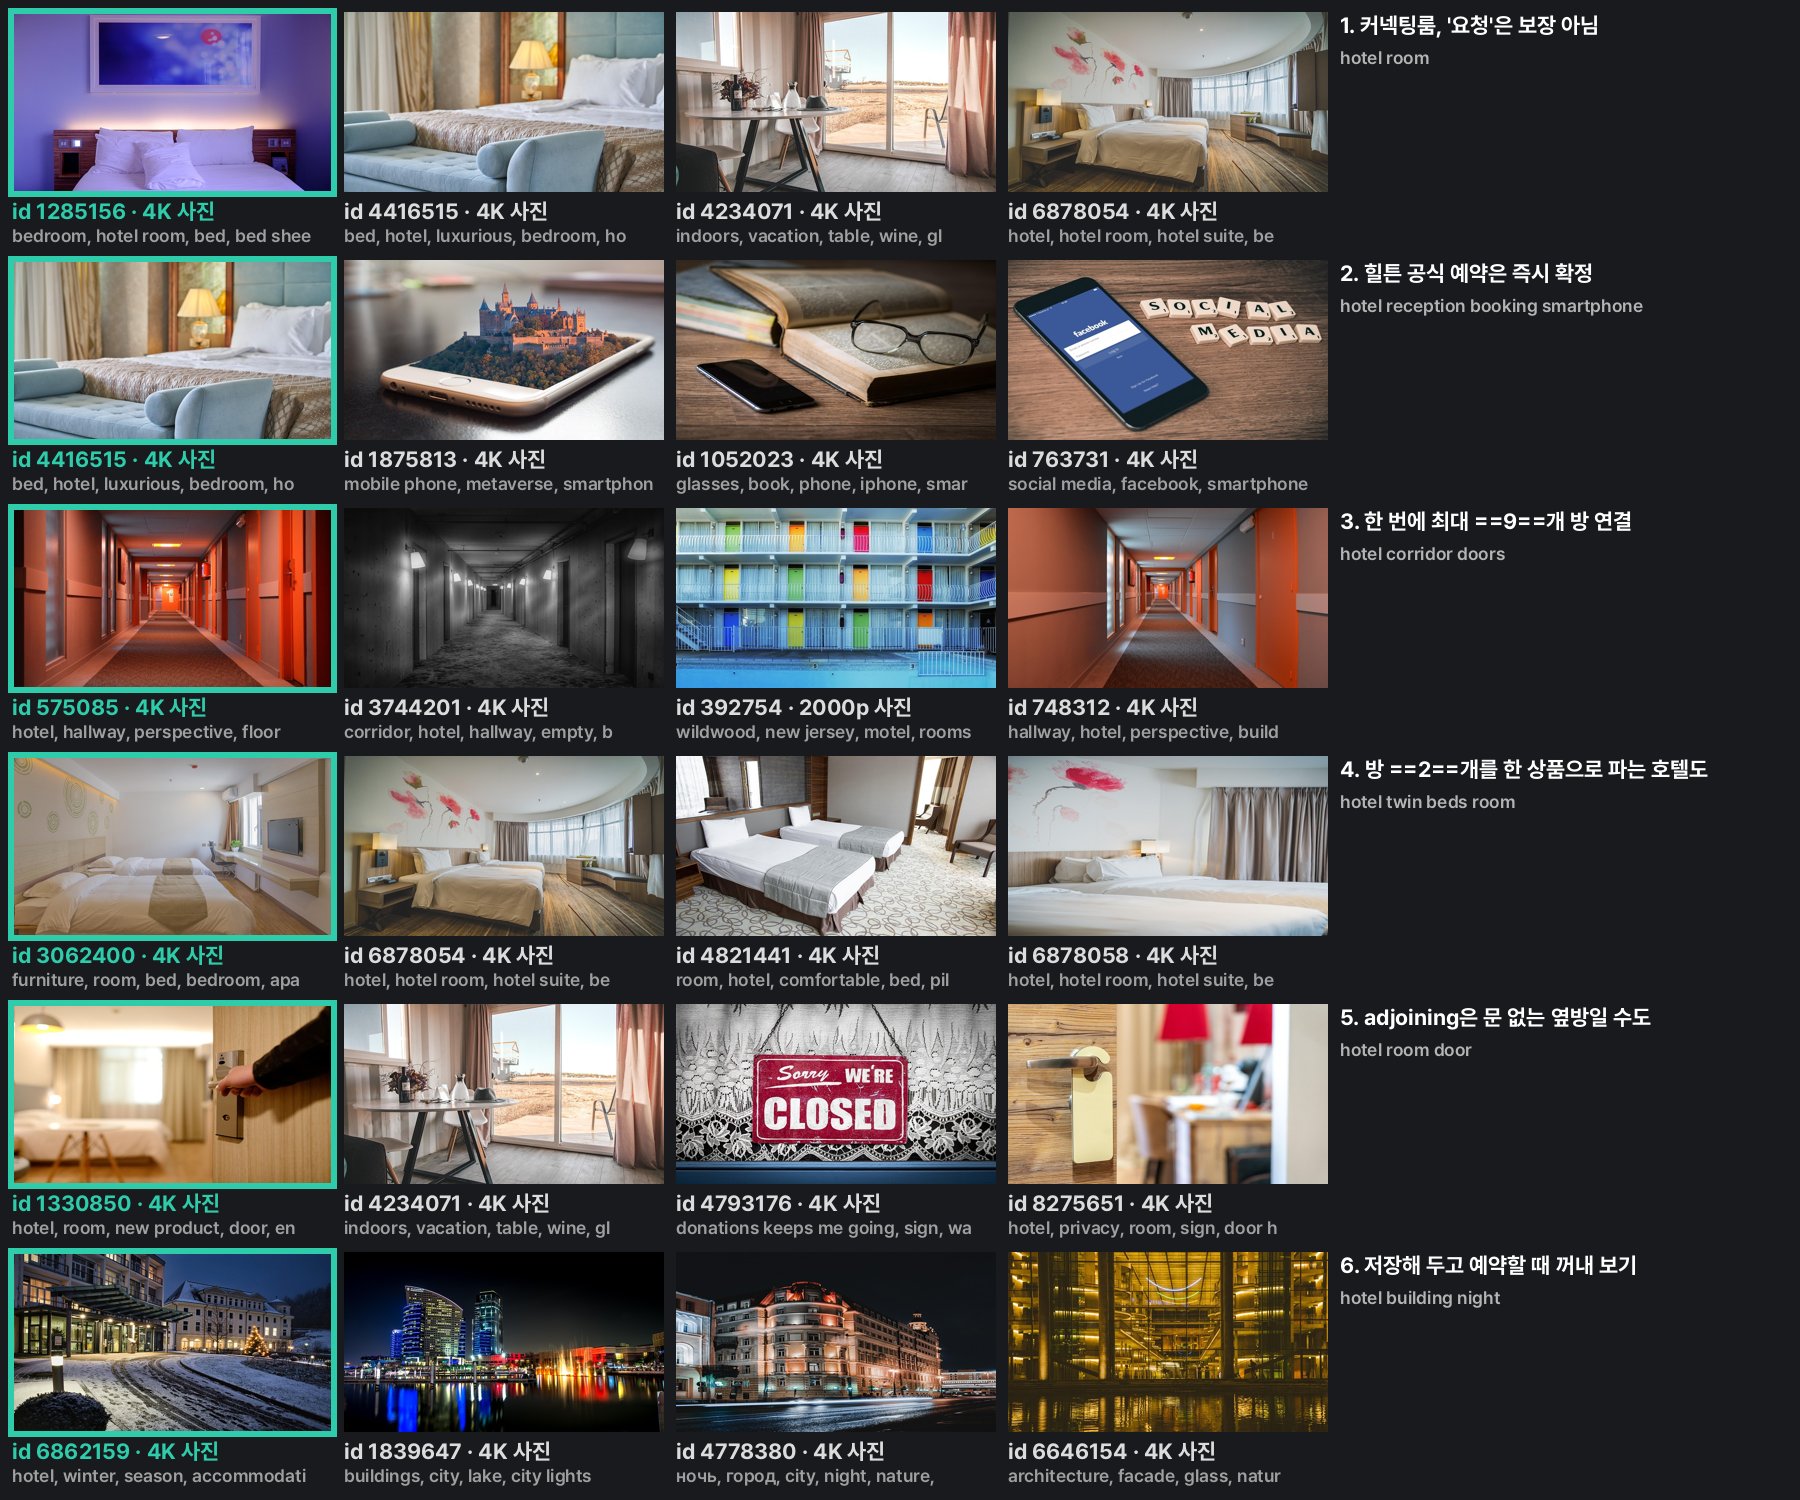 1. 커넥팅룸, '요청'은 보장 아님
hotel room
id 1285156 · 4K 사진
bedroom, hotel room, bed, bed shee
id 4416515 · 4K 사진
bed, hotel, luxurious, bedroom, ho
id 4234071 · 4K 사진
indoors, vacation, table, wine, gl
id 6878054 · 4K 사진
hotel, hotel room, hotel suite, be
2. 힐튼 공식 예약은 즉시 확정
hotel reception booking smartphone
facebook
SOCIAL
MEDIA
id 4416515 · 4K 사진
bed, hotel, luxurious, bedroom, ho
id 1875813 · 4K 사진
mobile phone, metaverse, smartphon
id 1052023 · 4K 사진
glasses, book, phone, iphone, smar
id 763731 · 4K 사진
social media, facebook, smartphone
3. 한 번에 최대 ==9==개 방 연결
hotel corridor doors
id 575085 · 4K 사진
hotel, hallway, perspective, floor
id 3744201 · 4K 사진
corridor, hotel, hallway, empty, b
id 392754 · 2000p 사진
wildwood, new jersey, motel, rooms
id 748312 · 4K 사진
hallway, hotel, perspective, build
4. 방 ==2==개를 한 상품으로 파는 호텔도
hotel twin beds room
id 3062400 · 4K 사진
furniture, room, bed, bedroom, apa
id 6878054 · 4K 사진
hotel, hotel room, hotel suite, be
id 4821441 · 4K 사진
room, hotel, comfortable, bed, pil
id 6878058 · 4K 사진
hotel, hotel room, hotel suite, be
5. adjoining은 문 없는 옆방일 수도
hotel room door
Sorry WE'RE
CLOSED
id 1330850 · 4K 사진
hotel, room, new product, door, en
id 4234071 · 4K 사진
indoors, vacation, table, wine, gl
id 4793176 · 4K 사진
donations keeps me going, sign, wa
id 8275651 · 4K 사진
hotel, privacy, room, sign, door h
6. 저장해 두고 예약할 때 꺼내 보기
hotel building night
id 6862159 · 4K 사진
hotel, winter, season, accommodati
id 1839647 · 4K 사진
buildings, city, lake, city lights
id 4778380 · 4K 사진
ночь, город, city, night, nature,
id 6646154 · 4K 사진
architecture, facade, glass, natur